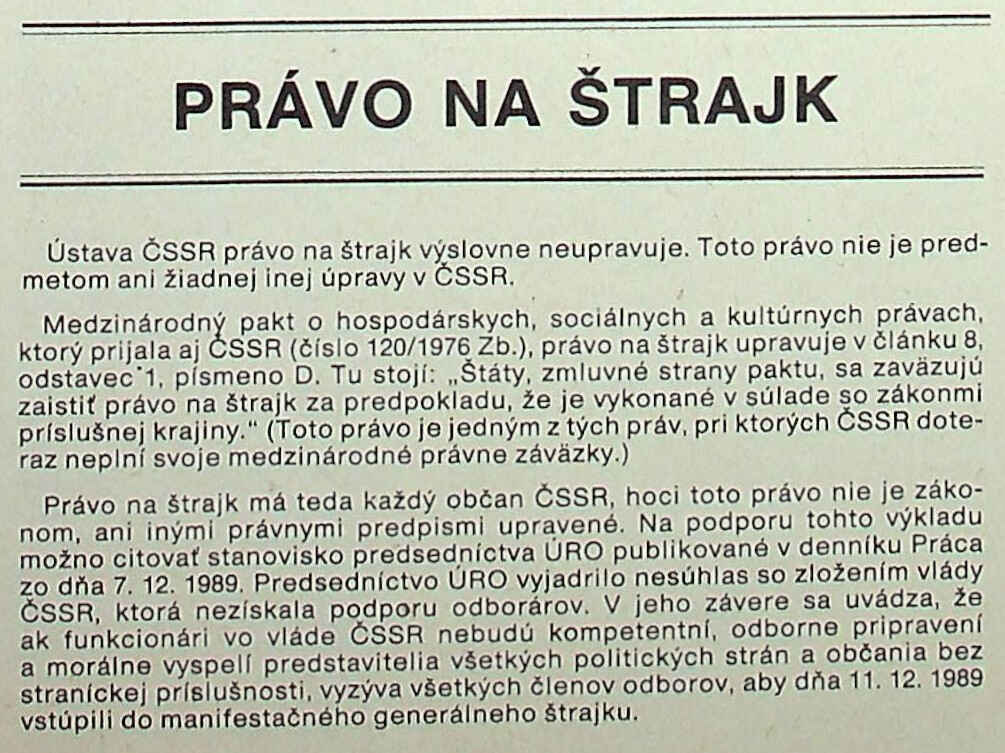 PRÁVO NA ŠTRAJK
Ústava ČSSR právo na štrajk výslovne neupravuje. Toto právo nie je pred-
metom ani žiadnej inej úpravy v ČSSR.
Medzinárodný pakt o hospodárskych, sociálnych a kultúrnych právach,
ktorý prijala aj ČSSR (číslo 120/1976 Zb.), právo na štrajk upravuje v článku 8,
odstavec 1, písmeno D. Tu stojí: „Štáty, zmluvné strany paktu, sa zaväzujú
zaistiť právo na štrajk za predpokladu, že je vykonané v súlade so zákonmi
príslušnej krajiny.“ (Toto právo je jedným z tých práv, pri ktorých ČSSR dote-
raz neplní svoje medzinárodné právne záväzky.)
Právo na štrajk má teda každý občan ČSSR, hoci toto právo nie je záko-
nom, ani inými právnymi predpismi upravené. Na podporu tohto výkladu
možno citovať stanovisko predsedníctva ÚRO publikované v denníku Práca
zo dňa 7. 12. 1989. Predsedníctvo ÚRO vyjadrilo nesúhlas so zložením vlády
ČSSR, ktorá nezískala podporu odborárov. V jeho závere sa uvádza, že
ak funkcionári vo vláde ČSSR nebudú kompetentní, odborne pripravení
a morálne vyspelí predstavitelia všetkých politických strán a občania bez
straníckej príslušnosti, vyzýva všetkých členov odborov, aby dňa 11. 12. 1989
vstúpili do manifestačného generálneho štrajku.